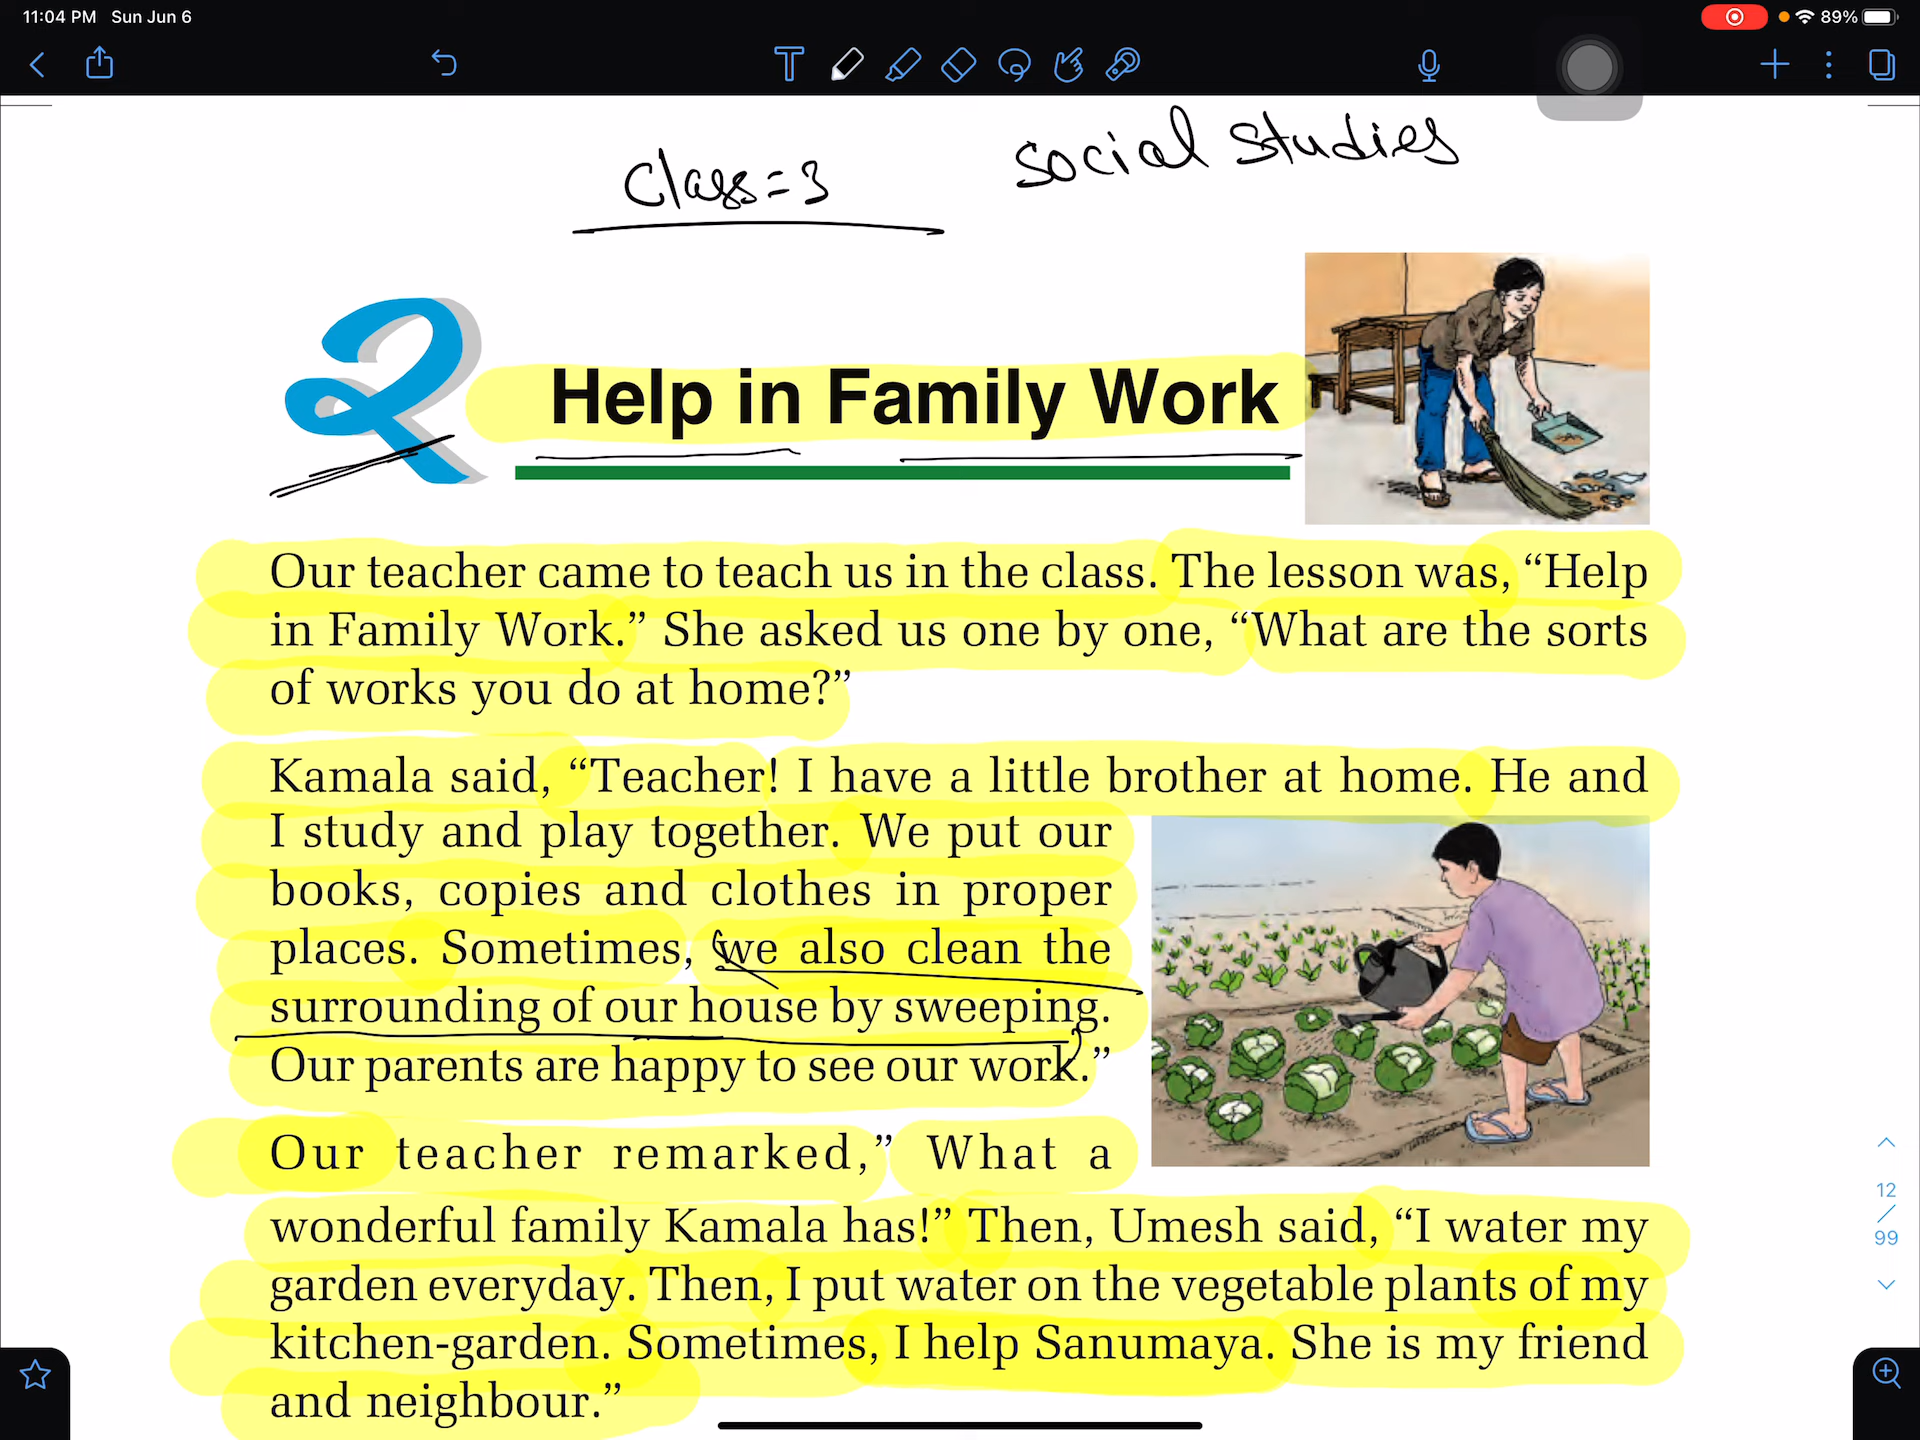 11:04 PM Sun Jun 6
89%
Class=3
Social Studies
2
Help in Family Work
Our teacher came to teach us in the class. The lesson was, “Help
in Family Work.” She asked us one by one, “What are the sorts
of works you do at home?”
Kamala said, “Teacher! I have a little brother at home. He and
I study and play together. We put our
books, copies and clothes in proper
places. Sometimes, we also clean the
surrounding of our house by sweeping.
Our parents are happy to see our work.”
Our teacher remarked,” What a
wonderful family Kamala has!” Then, Umesh said, “I water my
garden everyday. Then, I put water on the vegetable plants of my
kitchen-garden. Sometimes, I help Sanumaya. She is my friend
and neighbour.”
12
/
99